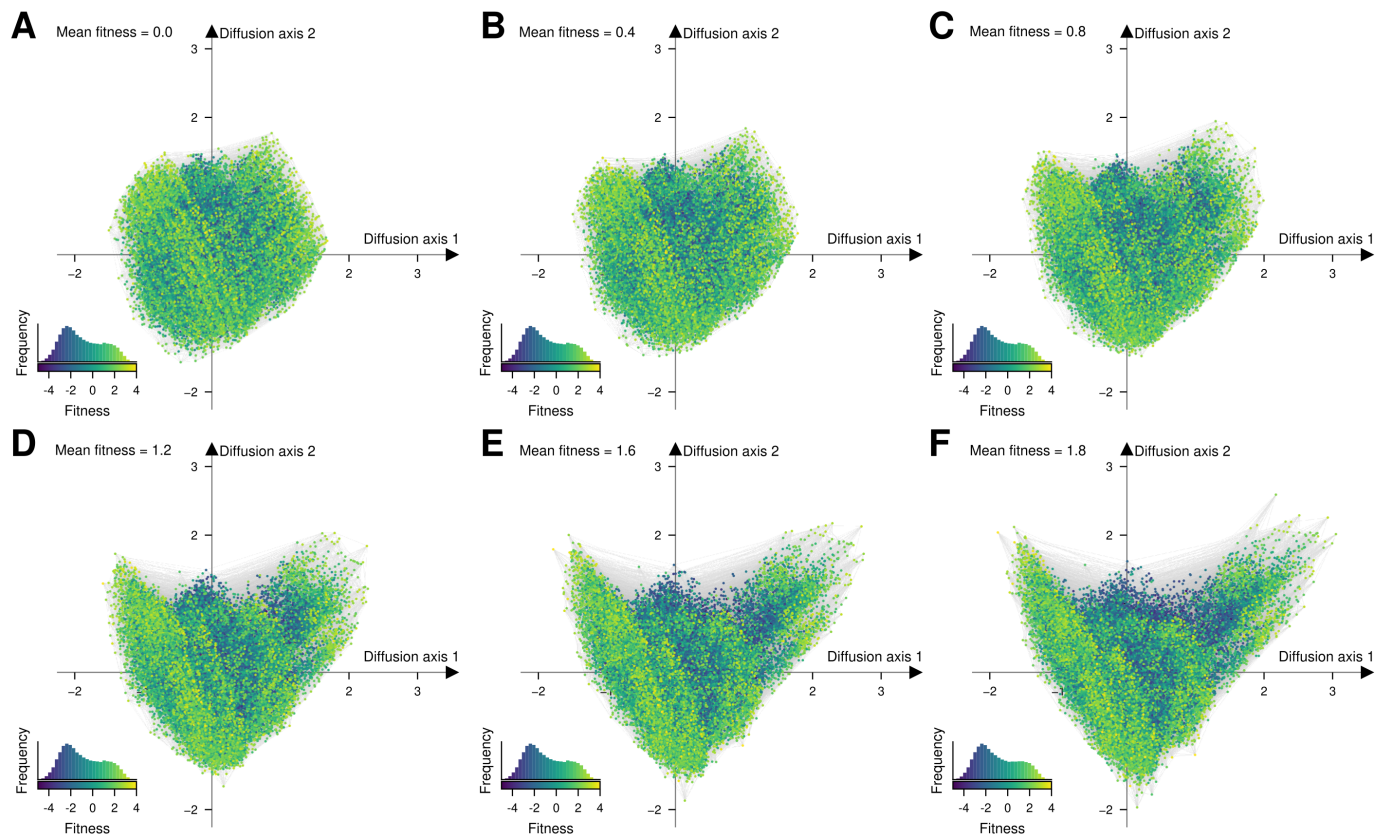 A
Mean fitness = 0.0
Diffusion axis 2
3
2
Diffusion axis 1
−2
2
3
−2
Frequency
-4 -2 0 2 4
Fitness
B
Mean fitness = 0.4
Diffusion axis 2
3
2
Diffusion axis 1
−2
2
3
−2
Frequency
-4 -2 0 2 4
Fitness
C
Mean fitness = 0.8
Diffusion axis 2
3
2
Diffusion axis 1
−2
2
3
−2
Frequency
-4 -2 0 2 4
Fitness
D
Mean fitness = 1.2
Diffusion axis 2
3
2
Diffusion axis 1
−2
2
3
−2
Frequency
-4 -2 0 2 4
Fitness
E
Mean fitness = 1.6
Diffusion axis 2
3
2
Diffusion axis 1
−2
2
3
−2
Frequency
-4 -2 0 2 4
Fitness
F
Mean fitness = 1.8
Diffusion axis 2
3
2
Diffusion axis 1
−2
2
3
−2
Frequency
-4 -2 0 2 4
Fitness